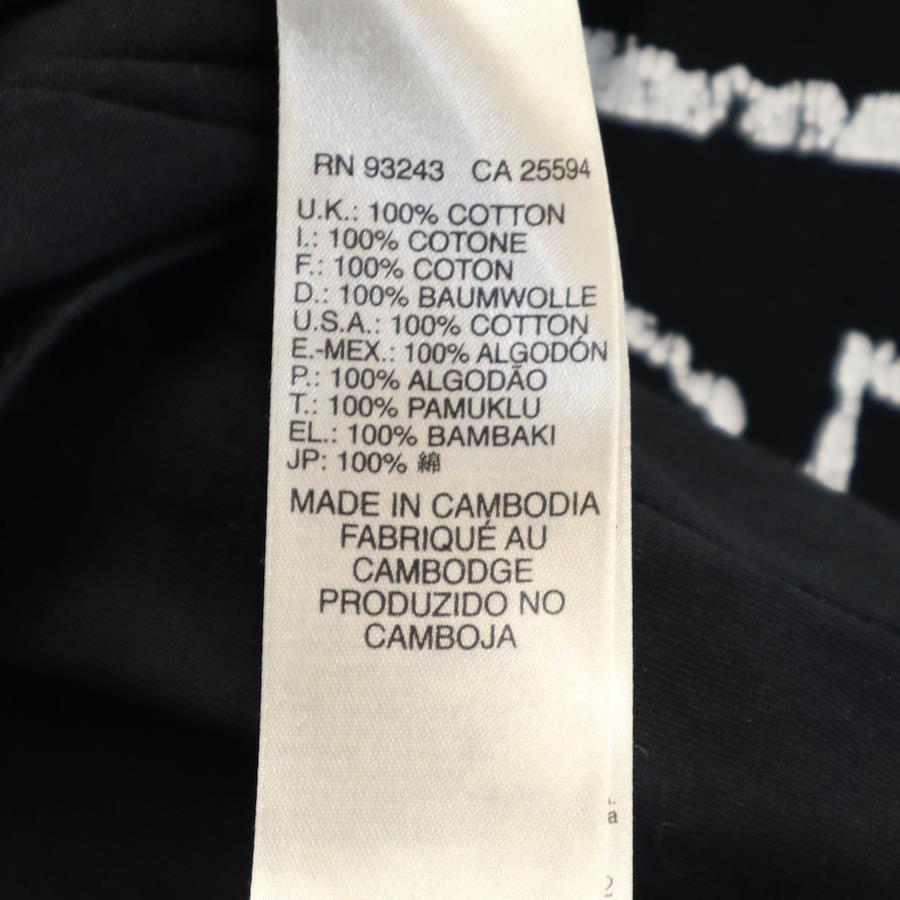 RN 93243 CA 25594
U.K.: 100% COTTON
I.: 100% COTONE
F.: 100% COTON
D.: 100% BAUMWOLLE
U.S.A.: 100% COTTON
E.-MEX.: 100% ALGODÓN
P.: 100% ALGODÃO
T.: 100% PAMUKLU
EL.: 100% BAMBAKI
JP: 100% 綿
MADE IN CAMBODIA
FABRIQUÉ AU
CAMBODGE
PRODUZIDO NO
CAMBOJA
a
2